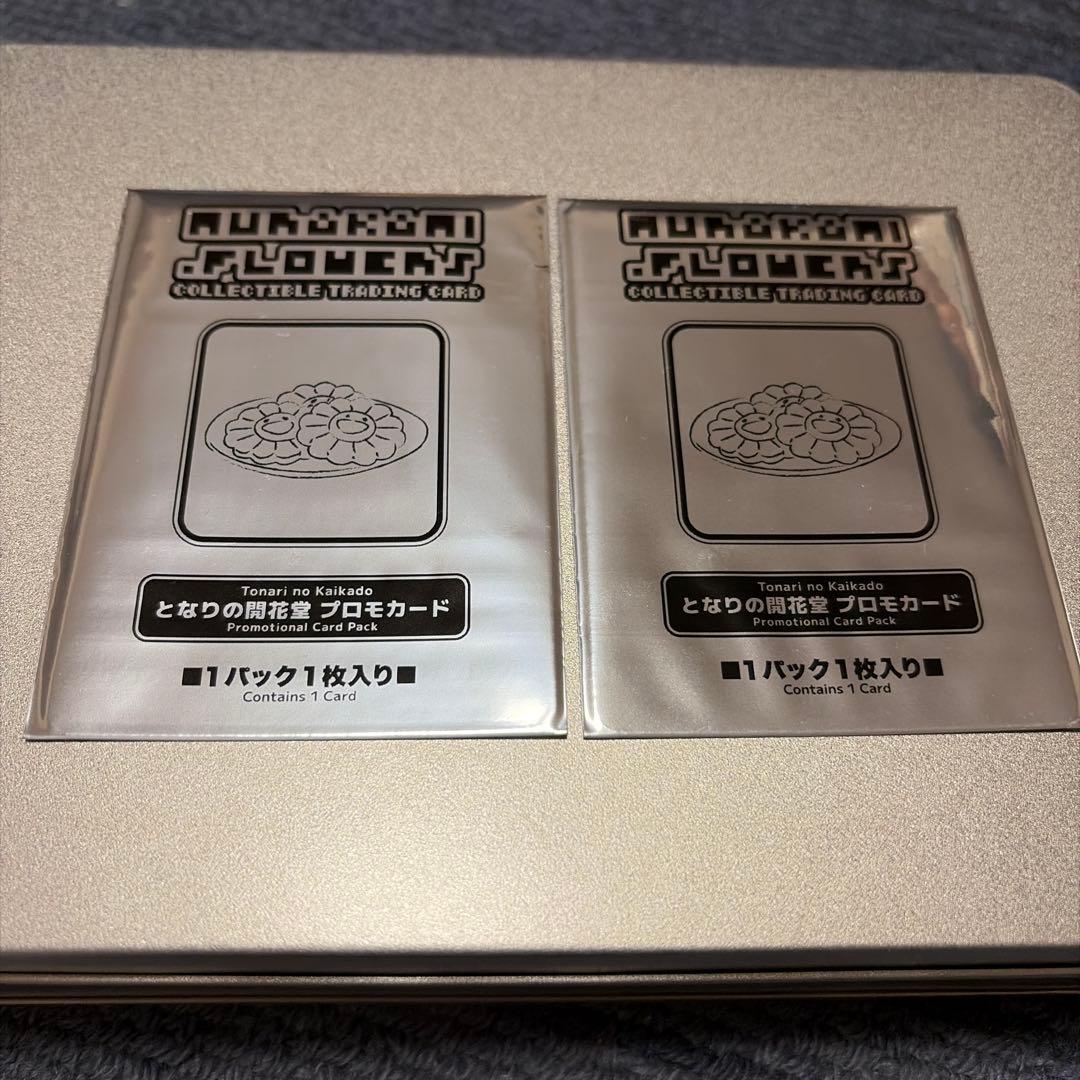 MURAKAMI
.FLOWERS
COLLECTIBLE TRADING CARD
Tonari no Kaikado
となりの開花堂 プロモカード
Promotional Card Pack
■1パック1枚入り■
Contains 1 Card
MURAKAMI
.FLOWERS
COLLECTIBLE TRADING CARD
Tonari no Kaikado
となりの開花堂 プロモカード
Promotional Card Pack
■1パック1枚入り■
Contains 1 Card